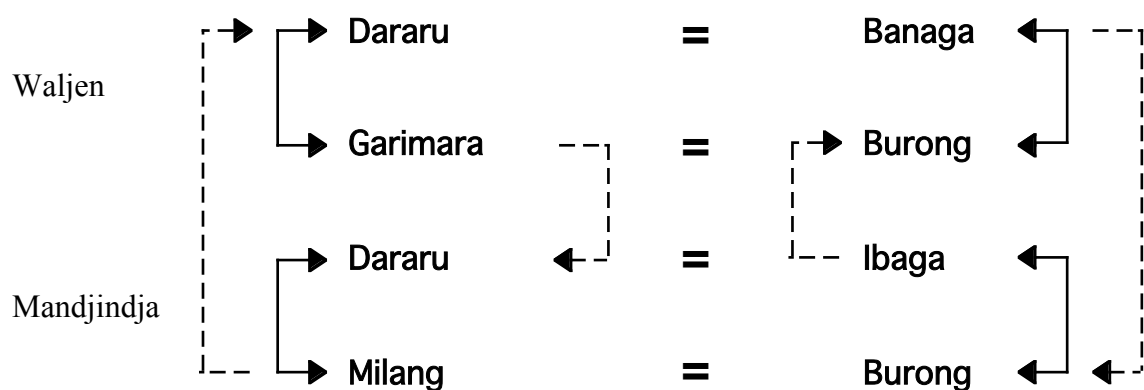 Dararu = Banaga
Waljen
Garimara = Burong
Dararu = Ibaga
Mandjindja
Milang = Burong